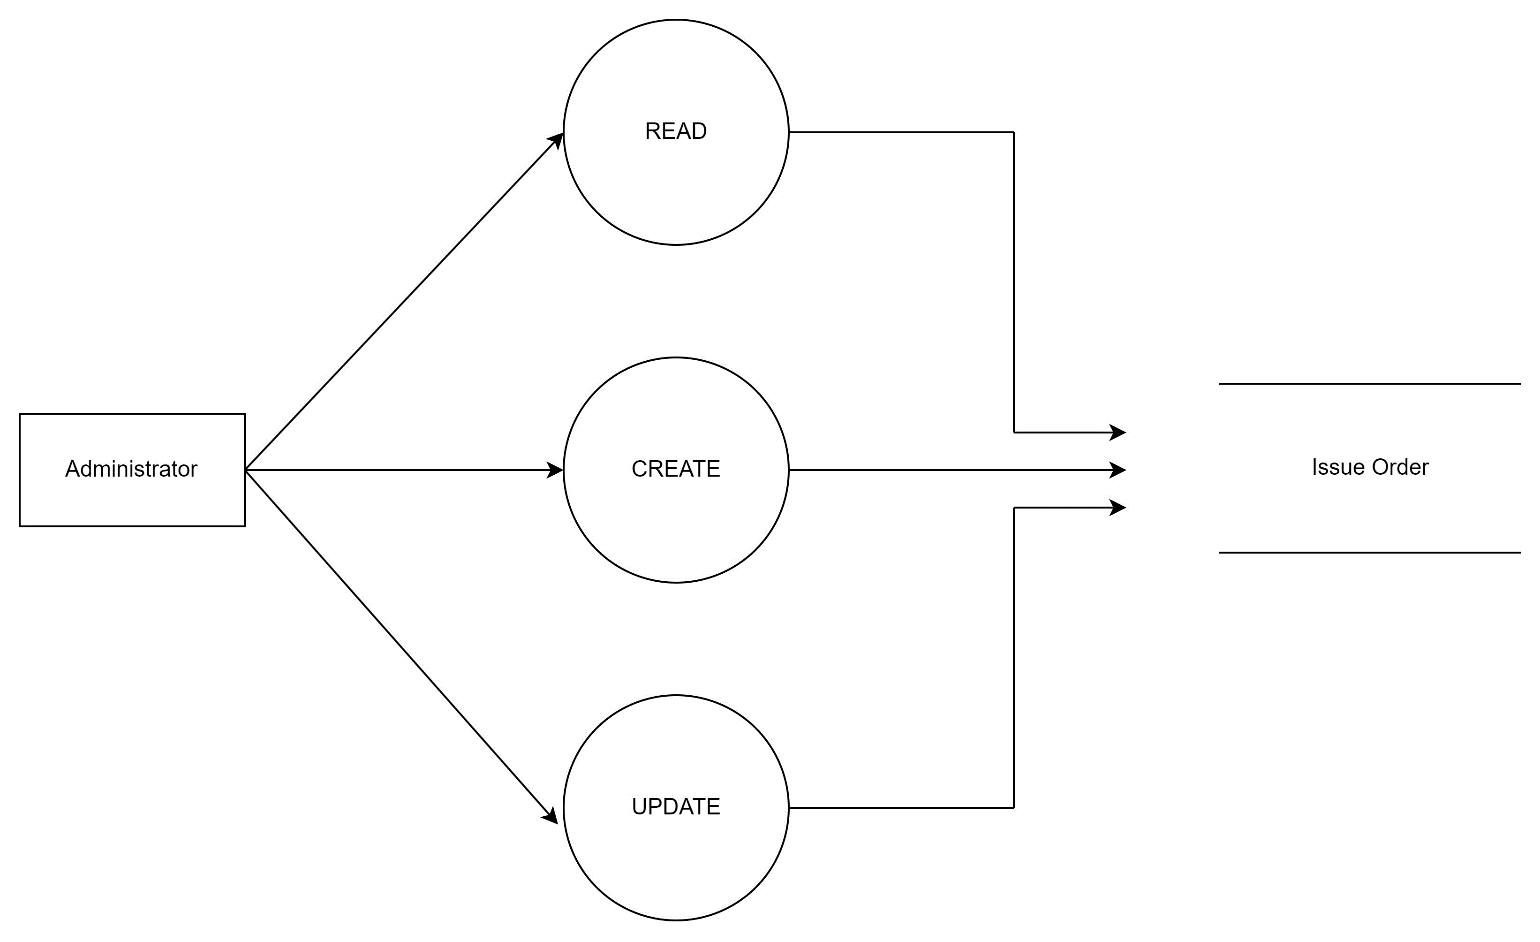 READ
Administrator
CREATE
Issue Order
UPDATE